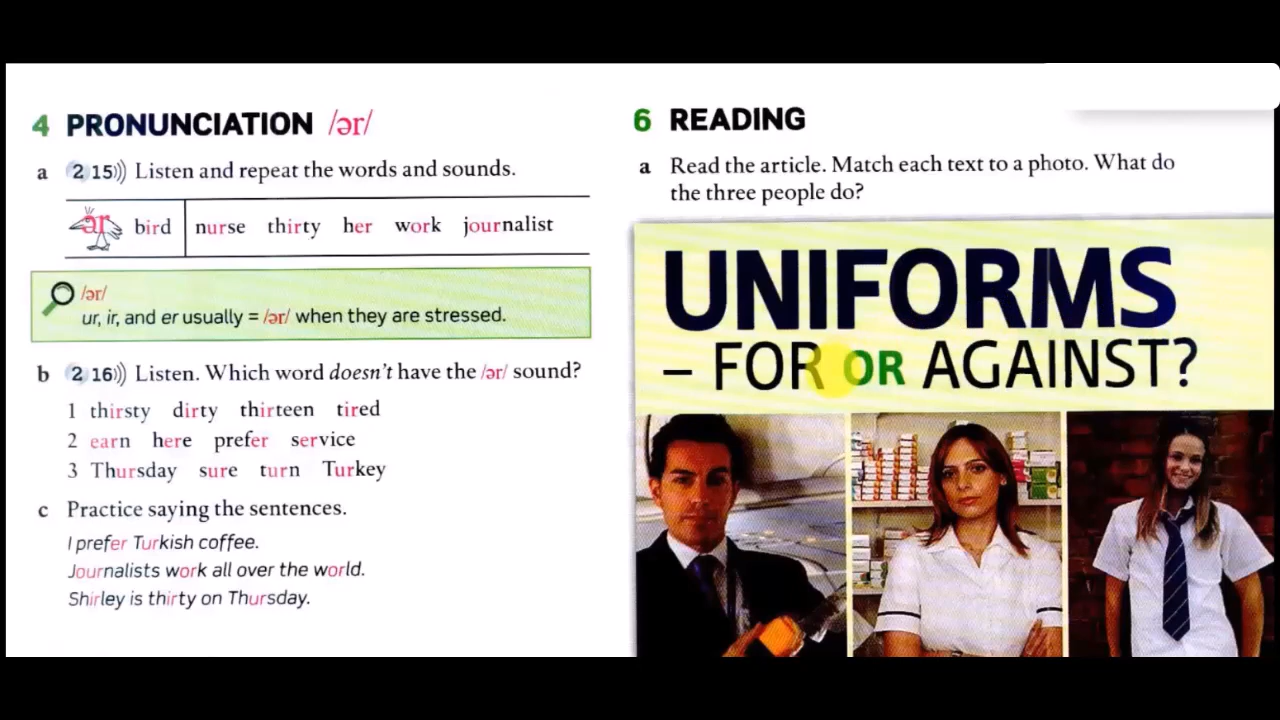 4 PRONUNCIATION /ər/
a 2 15))) Listen and repeat the words and sounds.
ər bird nurse thirty her work journalist
/ər/
ur, ir, and er usually = /ər/ when they are stressed.
b 2 16))) Listen. Which word doesn't have the /ər/ sound?
1 thirsty dirty thirteen tired
2 earn here prefer service
3 Thursday sure turn Turkey
c Practice saying the sentences.
I prefer Turkish coffee.
Journalists work all over the world.
Shirley is thirty on Thursday.
6 READING
a Read the article. Match each text to a photo. What do
the three people do?
UNIFORMS
– FOR OR AGAINST?